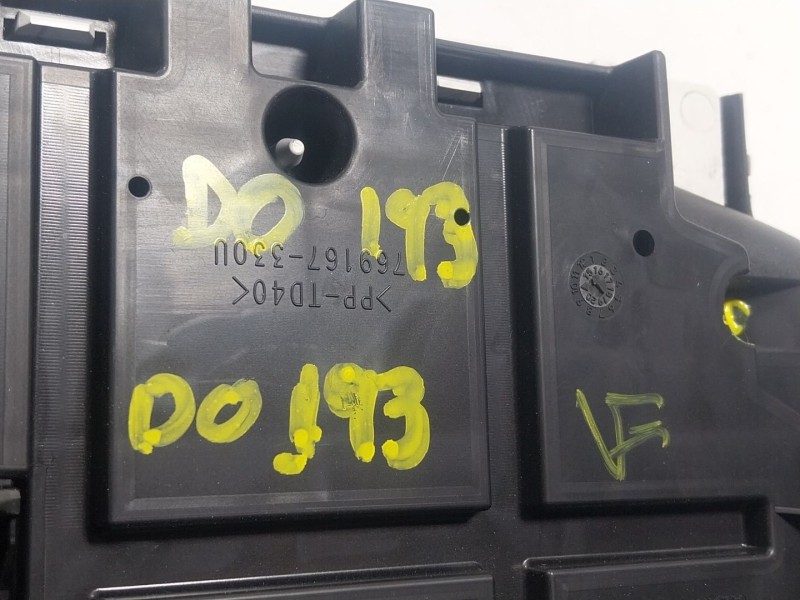 DO 193
769167-330U
>PP-TD40<
DO 193
VF